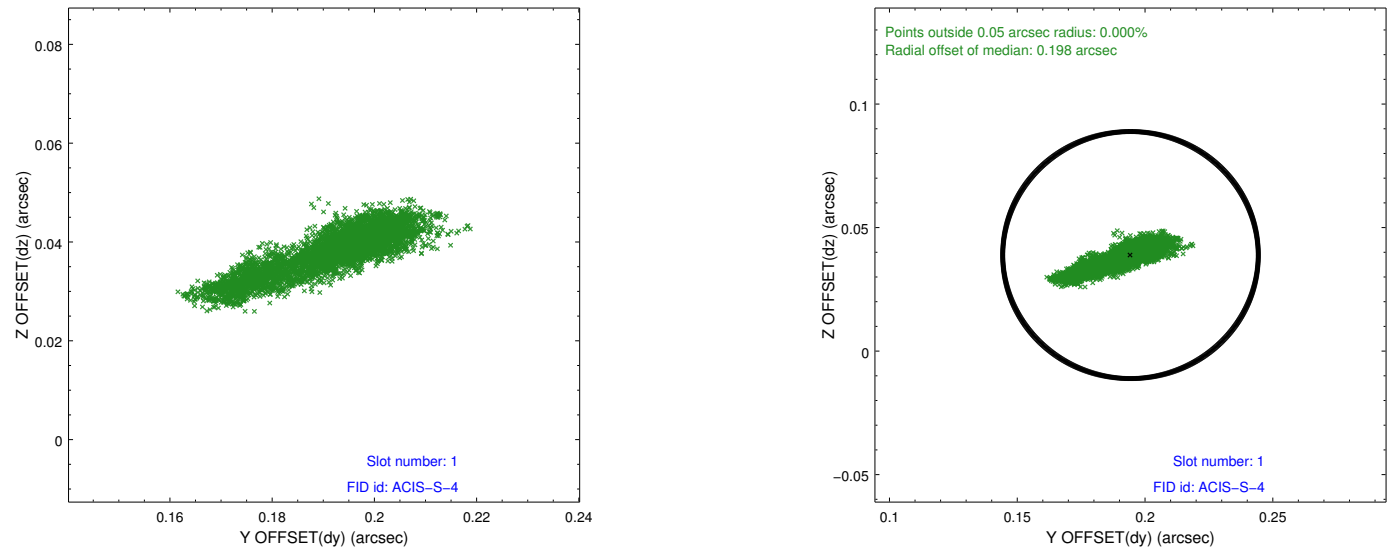 0.08
0.06
0.04
0.02
0
Z OFFSET(dz) (arcsec)
0.16
0.18
0.2
0.22
0.24
Y OFFSET(dy) (arcsec)
Slot number: 1
FID id: ACIS−S−4
Points outside 0.05 arcsec radius: 0.000%
Radial offset of median: 0.198 arcsec
0.1
0.05
0
−0.05
Z OFFSET(dz) (arcsec)
0.1
0.15
0.2
0.25
Y OFFSET(dy) (arcsec)
Slot number: 1
FID id: ACIS−S−4